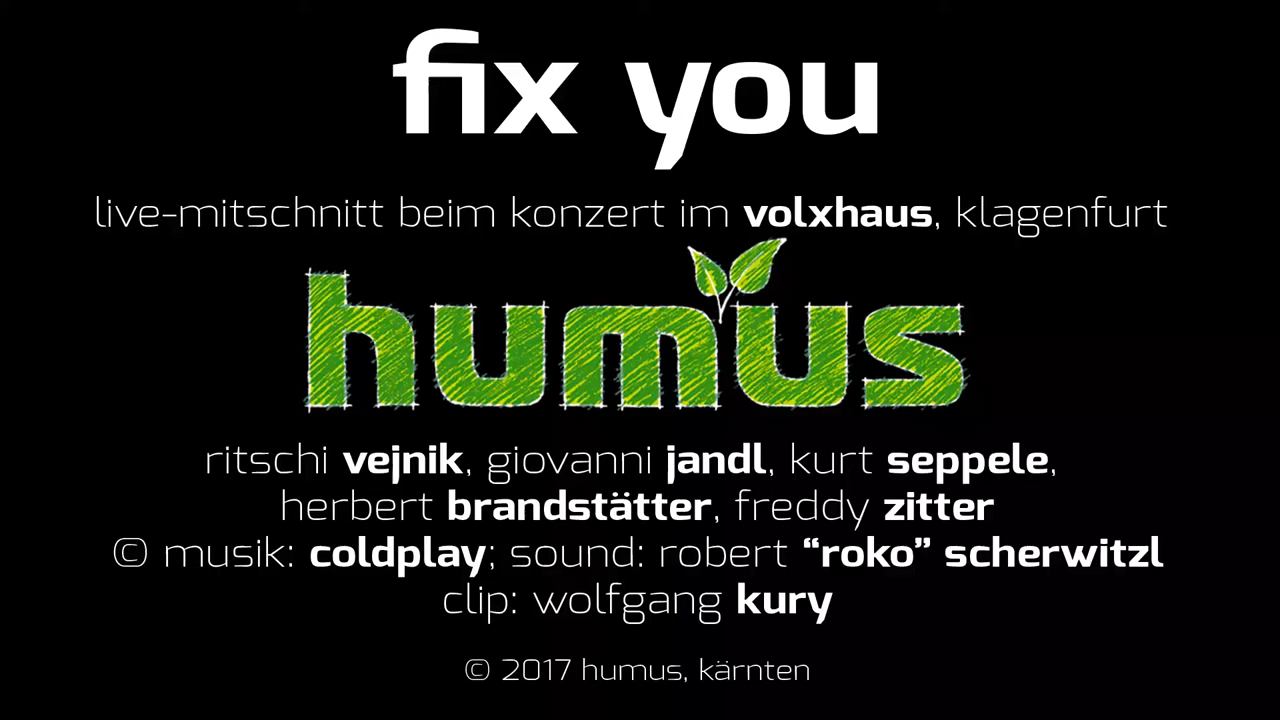 fix you
live-mitschnitt beim konzert im volxhaus, klagenfurt
humus
ritschi vejnik, giovanni jandl, kurt seppele,
herbert brandstätter, freddy zitter
© musik: coldplay; sound: robert “roko” scherwitzl
clip: wolfgang kury
© 2017 humus, kärnten